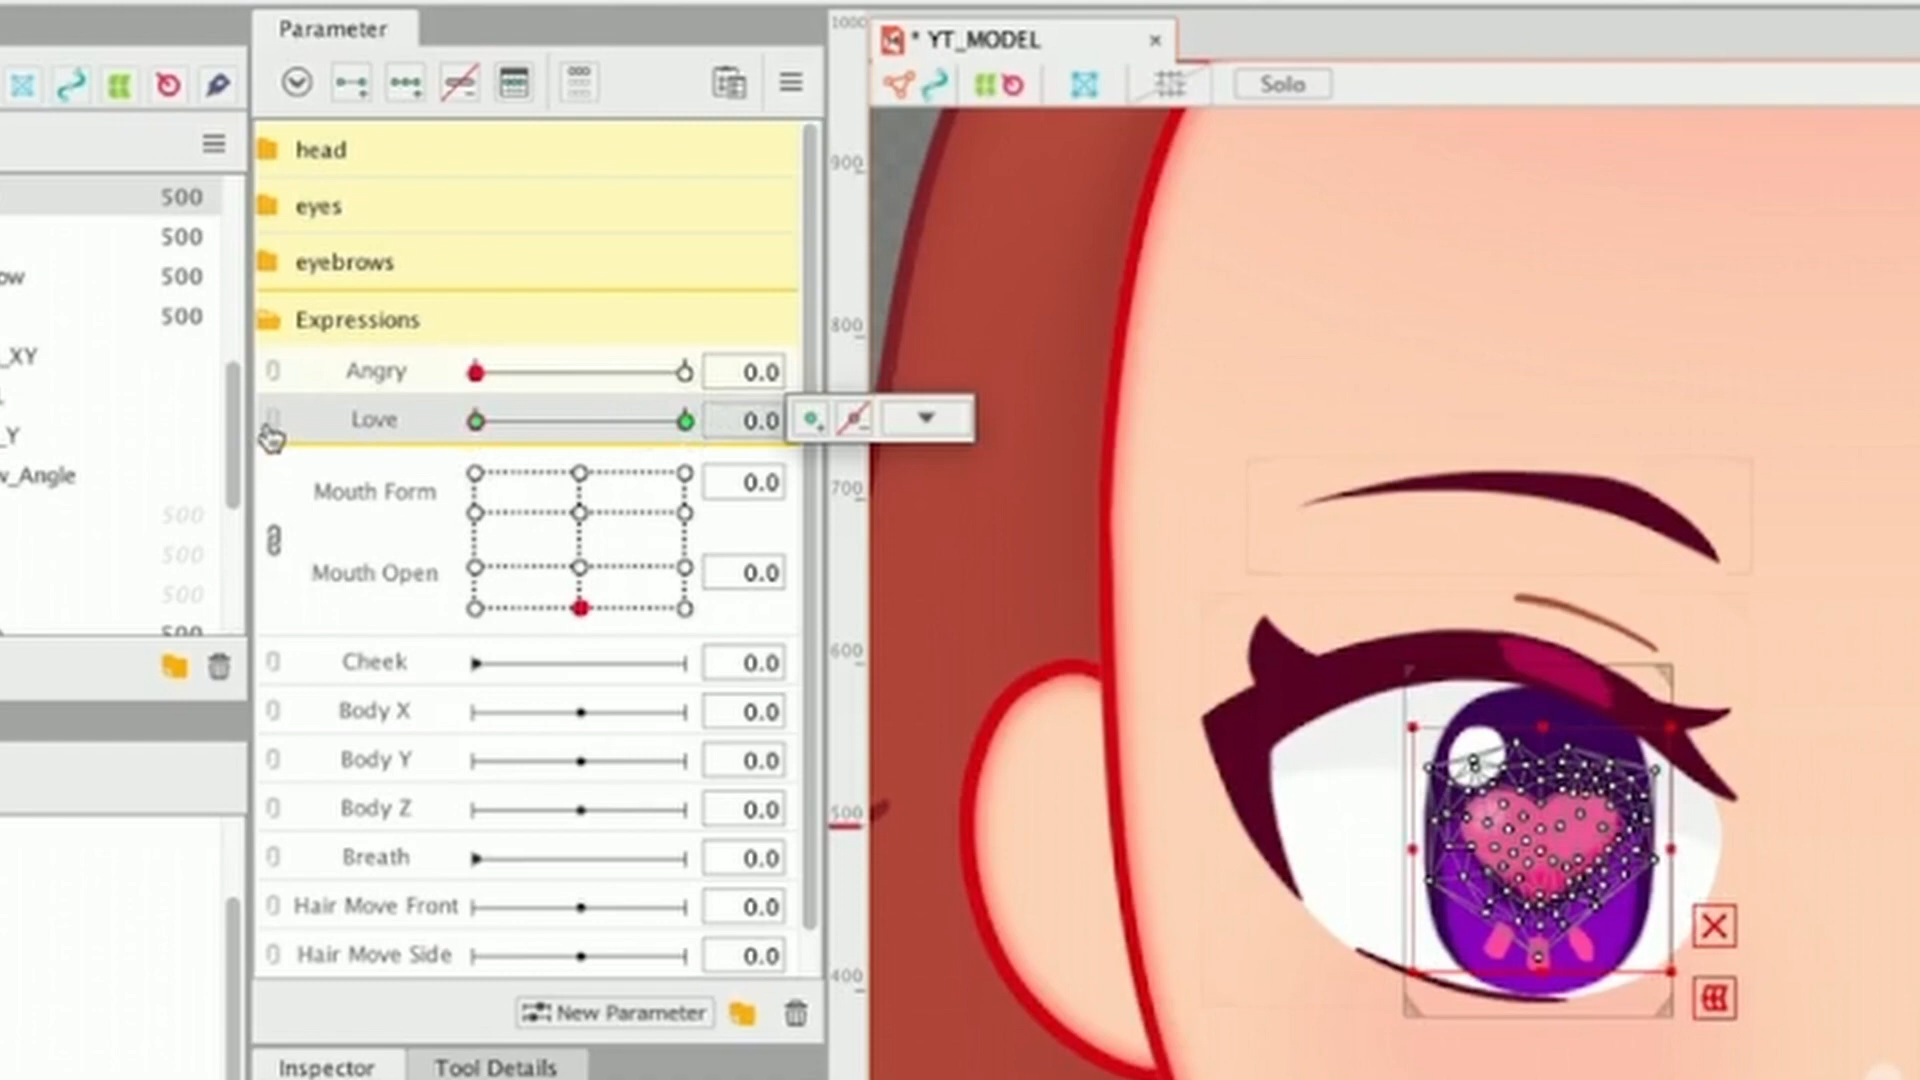 Parameter
* YT_MODEL
Solo
1000
900
800
700
600
500
400
500
500
ow 500
500
_XY
_Y
w_Angle
500
500
500
500
head
eyes
eyebrows
Expressions
Angry 0.0
Love 0.0
Mouth Form 0.0
Mouth Open 0.0
Cheek 0.0
Body X 0.0
Body Y 0.0
Body Z 0.0
Breath 0.0
Hair Move Front 0.0
Hair Move Side 0.0
New Parameter
Inspector
Tool Details